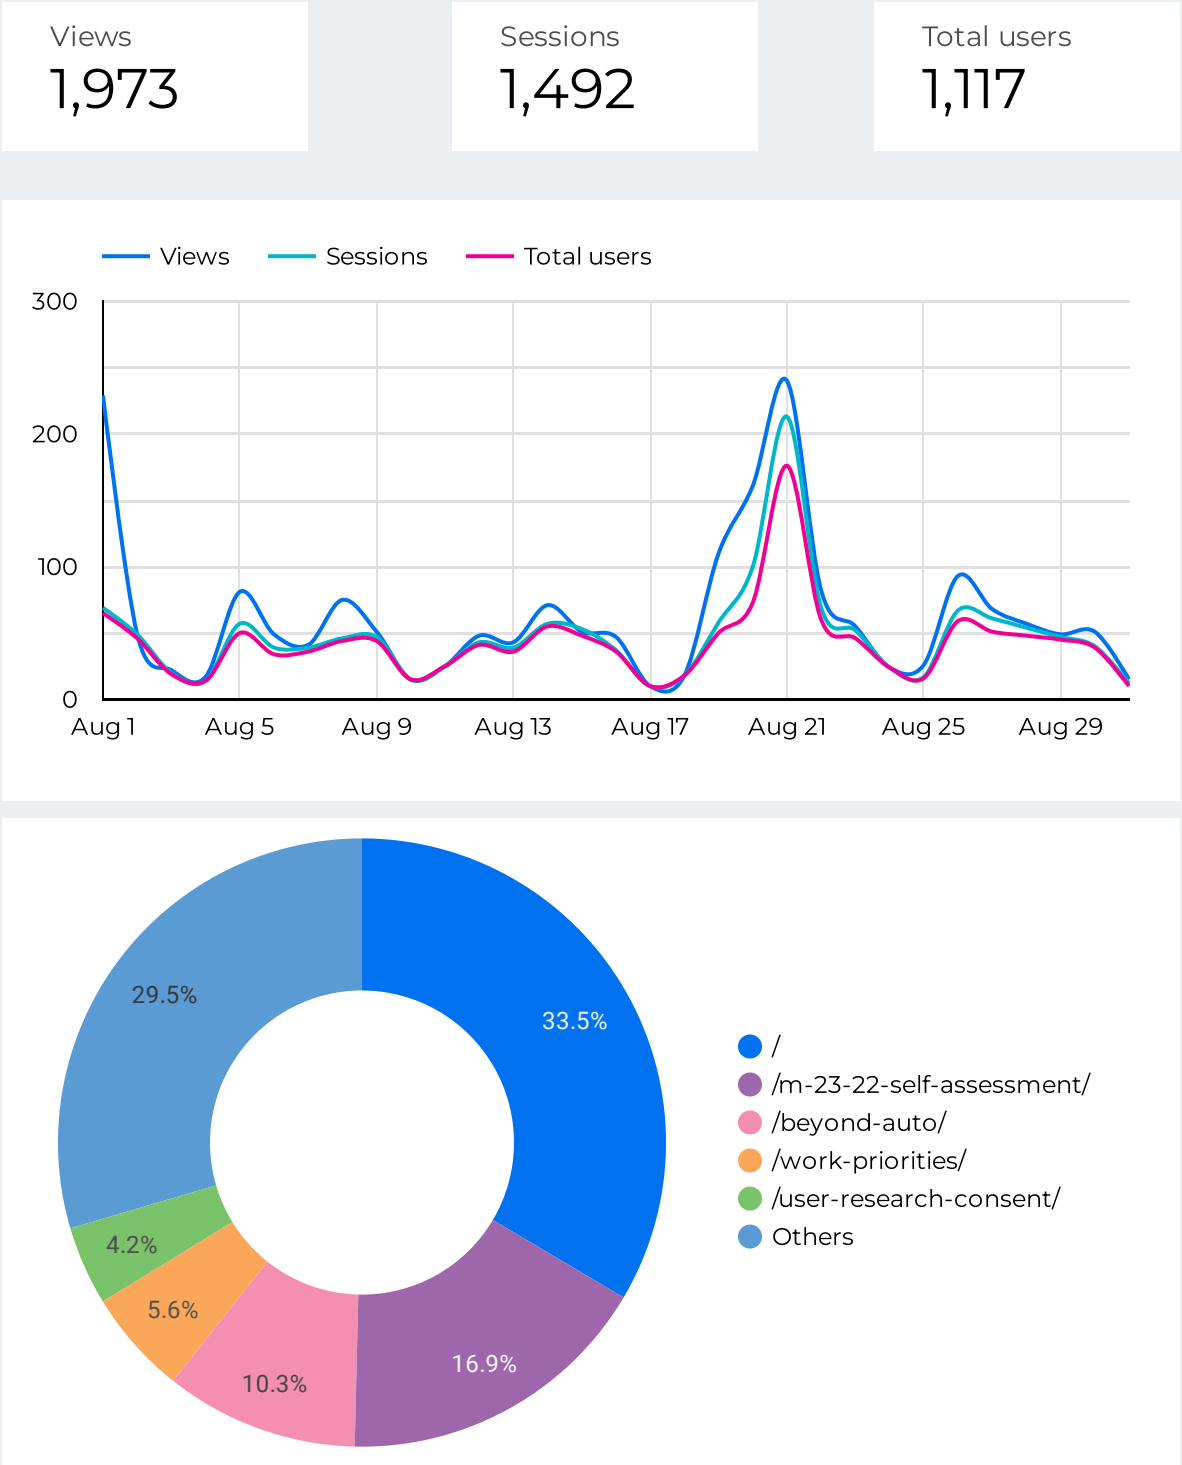 Views
1,973
Sessions
1,492
Total users
1,117
Views Sessions Total users
300
200
100
0
Aug 1 Aug 5 Aug 9 Aug 13 Aug 17 Aug 21 Aug 25 Aug 29
33.5%
16.9%
10.3%
5.6%
4.2%
29.5%
/
/m-23-22-self-assessment/
/beyond-auto/
/work-priorities/
/user-research-consent/
Others